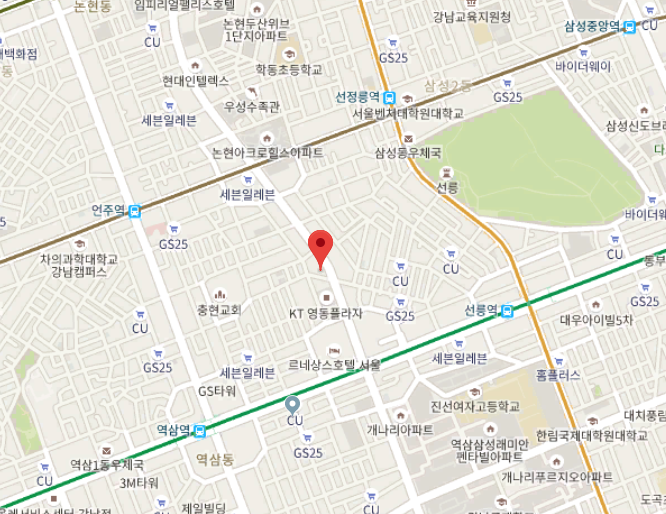 논현동
임피리얼팰리스호텔
CU
논현두산위브
1단지아파트
강남교육지원청
삼성중앙역
백화점
GS25
바이더웨이
학동초등학교
현대인텔렉스
삼성2동
세븐일레븐
우성수족관
선정릉역
서울벤처대학원대학교
GS25
삼성신도브
논현아크로힐스아파트
삼성동우체국
선릉
세븐일레븐
언주역
바이더웨이
GS25
차의과학대학교
강남캠퍼스
CU
CU
CU
충현교회
KT 영동플라자
GS25
선릉역
GS25
대우아이빌5차
CU
GS25
세븐일레븐
르네상스호텔 서울
세븐일레븐
홈플러스
GS타워
CU
진선여자고등학교
대치풍림
역삼역
개나리아파트
한림국제대학원대학교
GS25
역삼삼성래미안
펜타빌아파트
역삼1동우체국
역삼동
개나리푸르지오아파트
CU
3M타워
제일빌딩
CU